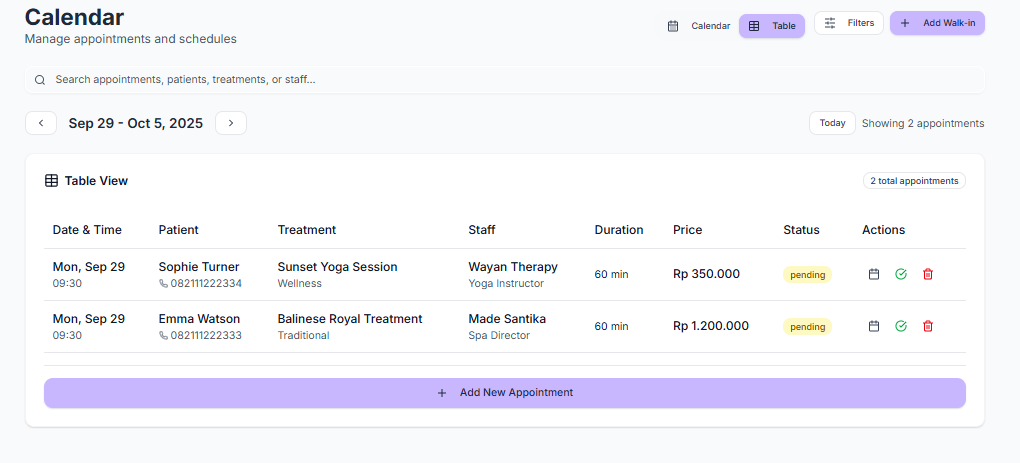 Calendar
Manage appointments and schedules
Calendar
Table
Filters
Add Walk-in
Search appointments, patients, treatments, or staff...
Sep 29 - Oct 5, 2025
Today
Showing 2 appointments
Table View
2 total appointments
Date & Time Patient Treatment Staff Duration Price Status Actions
Mon, Sep 29 Sophie Turner Sunset Yoga Session Wayan Therapy 60 min Rp 350.000 pending
09:30 082111222334 Wellness Yoga Instructor
Mon, Sep 29 Emma Watson Balinese Royal Treatment Made Santika 60 min Rp 1.200.000 pending
09:30 082111222333 Traditional Spa Director
Add New Appointment